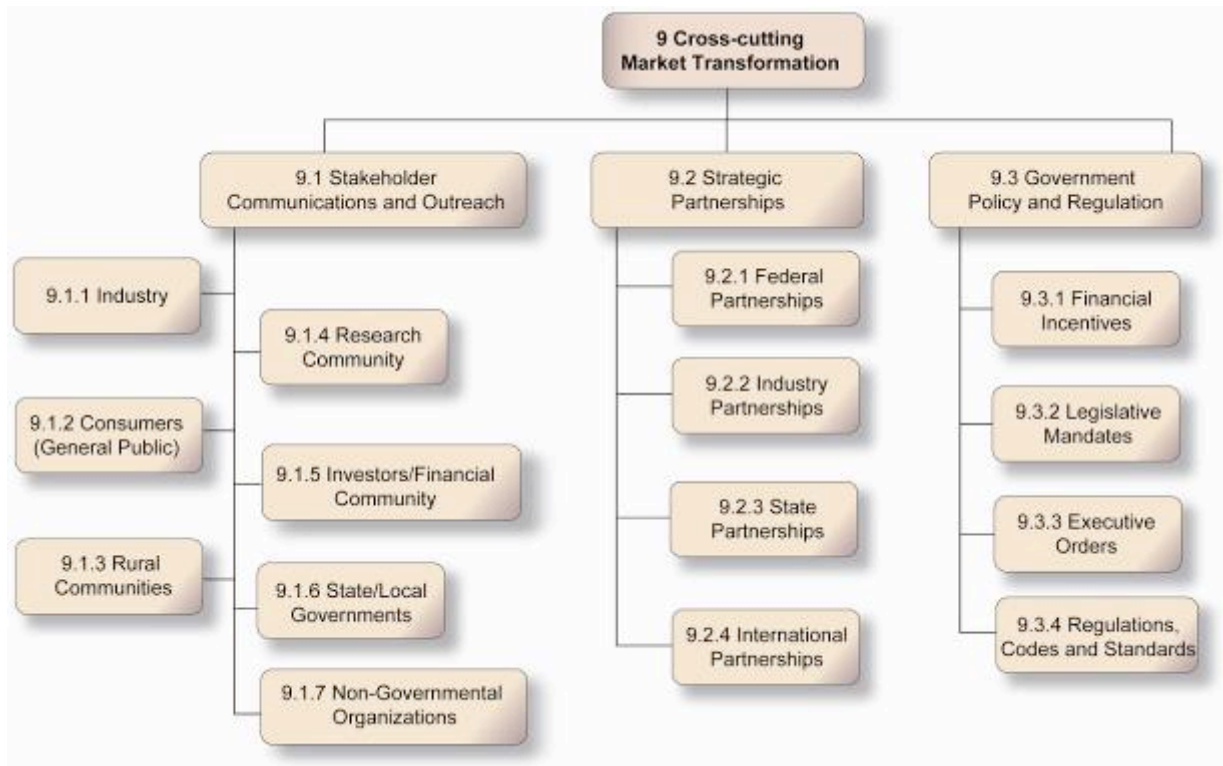 9 Cross-cutting
Market Transformation
9.1 Stakeholder
Communications and Outreach
9.1.1 Industry
9.1.2 Consumers
(General Public)
9.1.3 Rural
Communities
9.1.4 Research
Community
9.1.5 Investors/Financial
Community
9.1.6 State/Local
Governments
9.1.7 Non-Governmental
Organizations
9.2 Strategic
Partnerships
9.2.1 Federal
Partnerships
9.2.2 Industry
Partnerships
9.2.3 State
Partnerships
9.2.4 International
Partnerships
9.3 Government
Policy and Regulation
9.3.1 Financial
Incentives
9.3.2 Legislative
Mandates
9.3.3 Executive
Orders
9.3.4 Regulations,
Codes and Standards